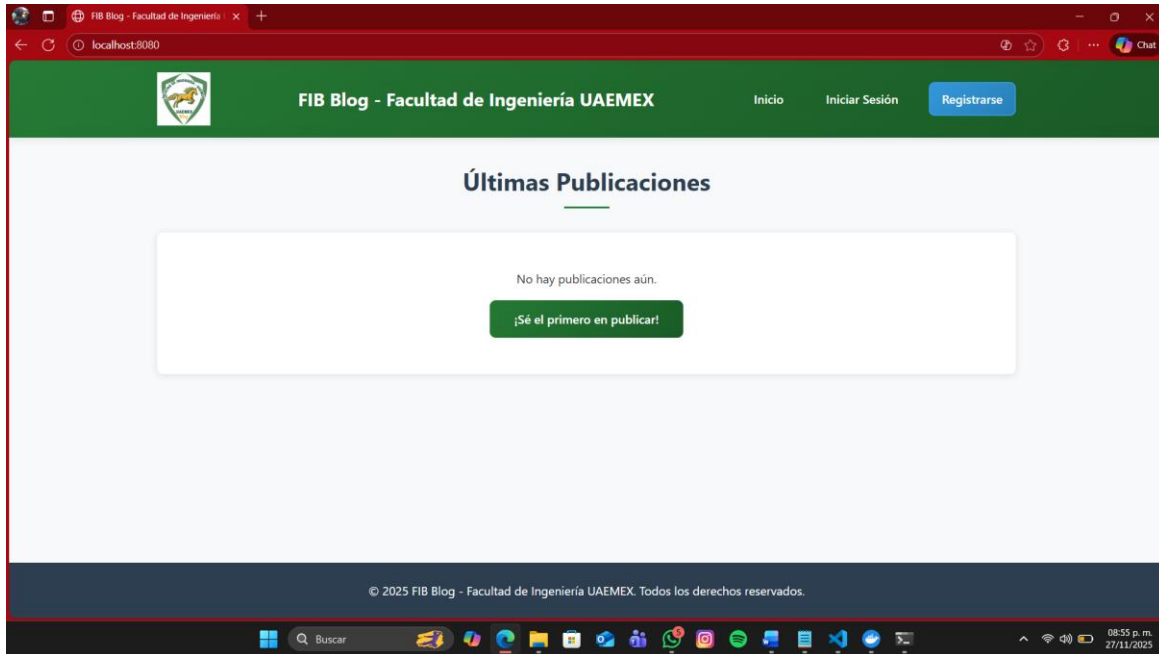 FIB Blog - Facultad de Ingeniería
localhost:8080
Chat
UAEMEX
FIB Blog - Facultad de Ingeniería UAEMEX
Inicio
Iniciar Sesión
Registrarse
Últimas Publicaciones
No hay publicaciones aún.
¡Sé el primero en publicar!
© 2025 FIB Blog - Facultad de Ingeniería UAEMEX. Todos los derechos reservados.
Buscar
5
08:55 p. m.
27/11/2025